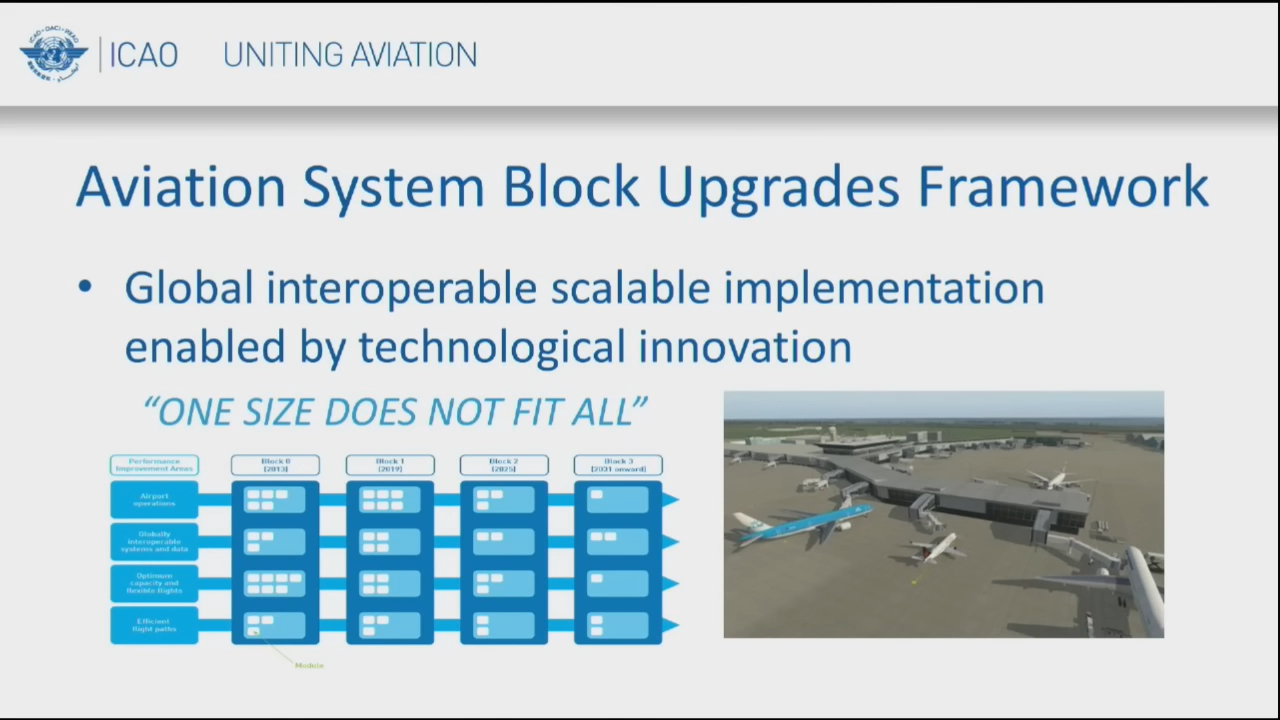 ICAO UNITING AVIATION
Aviation System Block Upgrades Framework
• Global interoperable scalable implementation
enabled by technological innovation
“ONE SIZE DOES NOT FIT ALL”
Performance
Improvement Areas
Block 0
(2013)
Block 1
(2019)
Block 2
(2025)
Block 3
(2031 onward)
Airport
operations
Globally
interoperable
systems and data
Optimum
capacity and
flexible flights
Efficient
flight paths
Module